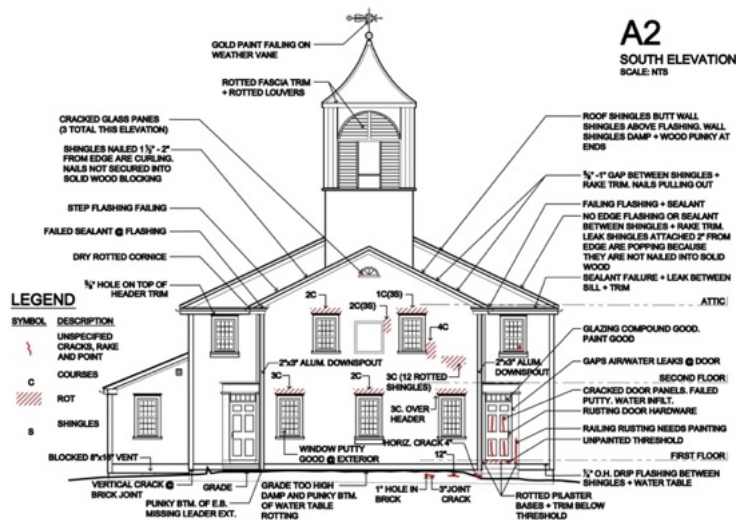 A2
SOUTH ELEVATION
SCALE: NTS
GOLD PAINT FAILING ON
WEATHER VANE
ROTTED FASCIA TRIM
+ ROTTED LOUVERS
CRACKED GLASS PANES
(3 TOTAL THIS ELEVATION)
SHINGLES NAILED 1 ½" - 2"
FROM EDGE ARE CURLING.
NAILS NOT SECURED INTO
SOLID WOOD BLOCKING
STEP FLASHING FAILING
FAILED SEALANT @ FLASHING
DRY ROTTED CORNICE
HOLE ON TOP OF
HEADER TRIM
ROOF SHINGLES BUTT WALL
SHINGLES ABOVE FLASHING. WALL
SHINGLES DAMP + WOOD PUNKY AT
ENDS
-1" GAP BETWEEN SHINGLES +
RAKE TRIM. NAILS PULLING OUT
FAILING FLASHING + SEALANT
NO EDGE FLASHING OR SEALANT
BETWEEN SHINGLES + RAKE TRIM.
LEAK SHINGLES ATTACHED 2" FROM
EDGE ARE POPPING BECAUSE
THEY ARE NOT NAILED INTO SOLID
WOOD
SEALANT FAILURE + LEAK BETWEEN
SILL + TRIM
ATTIC
GLAZING COMPOUND GOOD.
PAINT GOOD
GAPS AIR/WATER LEAKS @ DOOR
SECOND FLOOR
CRACKED DOOR PANELS. FAILED
PUTTY. WATER INFILT.
RUSTING DOOR HARDWARE
RAILING RUSTING NEEDS PAINTING
UNPAINTED THRESHOLD
FIRST FLOOR
O.H. DRIP FLASHING BETWEEN
SHINGLES + WATER TABLE
ROTTED PILASTER
BASES + TRIM BELOW
THRESHOLD
LEGEND
SYMBOL DESCRIPTION
UNSPECIFIED
CRACKS, RAKE
AND POINT
C COURSES
ROT
S SHINGLES
2C
2C(3S)
1C(3S)
4C
2"x3" ALUM.
DOWNSPOUT
2"x3" ALUM.
DOWNSPOUT
3C
2C
3C (12 ROTTED
SHINGLES)
3C. OVER
HEADER
WINDOW PUTTY
GOOD @ EXTERIOR
HORIZ. CRACK 4"
12"
BLOCKED 8"x16" VENT
VERTICAL CRACK @
BRICK JOINT
GRADE
PUNKY BTM. OF E.B.
MISSING LEADER EXT.
GRADE TOO HIGH
DAMP AND PUNKY BTM.
OF WATER TABLE
ROTTING
1" HOLE IN
BRICK
3"JOINT
CRACK